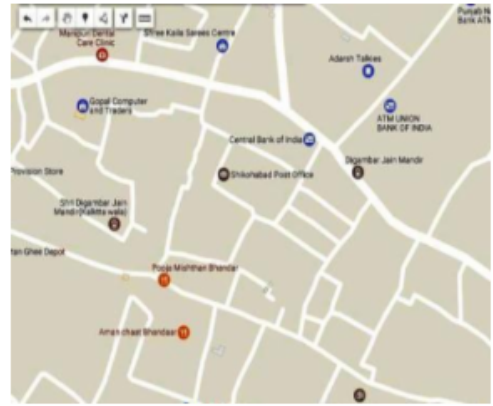 Punjab N
Bank ATM
Manipuri Dental
Care Clinic
Shree Kaila Sarees Centre
Adarsh Talkies
Gopal Computer
and Traders
ATM UNION
BANK OF INDIA
Central Bank of India
Digambar Jain Mandir
Provision Store
Shikohabad Post Office
Shri Digambar Jain
Mandir(Kalktta wala)
tan Ghee Depot
Pooja Mishthan Bhandar
Aman chaat Bhandaar